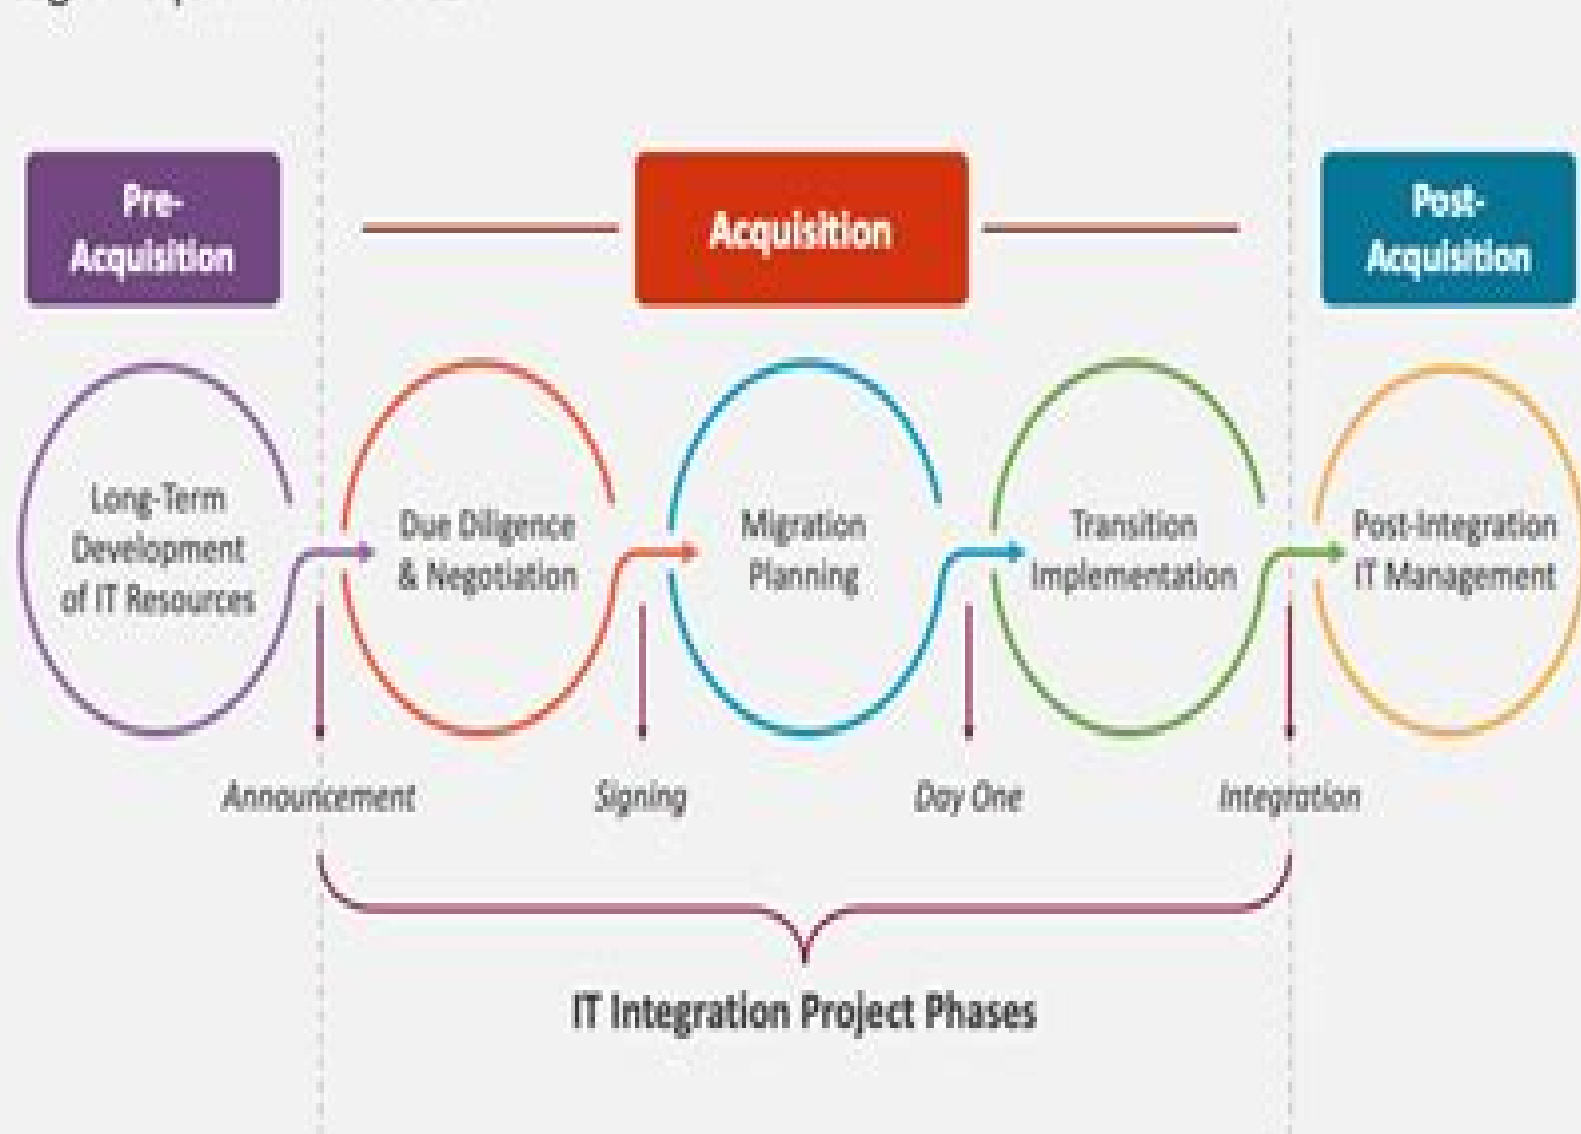 Pre-
Acquisition
Acquisition
Post-
Acquisition
Long-Term
Development
of IT Resources
Due Diligence
& Negotiation
Migration
Planning
Transition
Implementation
Post-Integration
IT Management
Announcement
Signing
Day One
Integration
IT Integration Project Phases